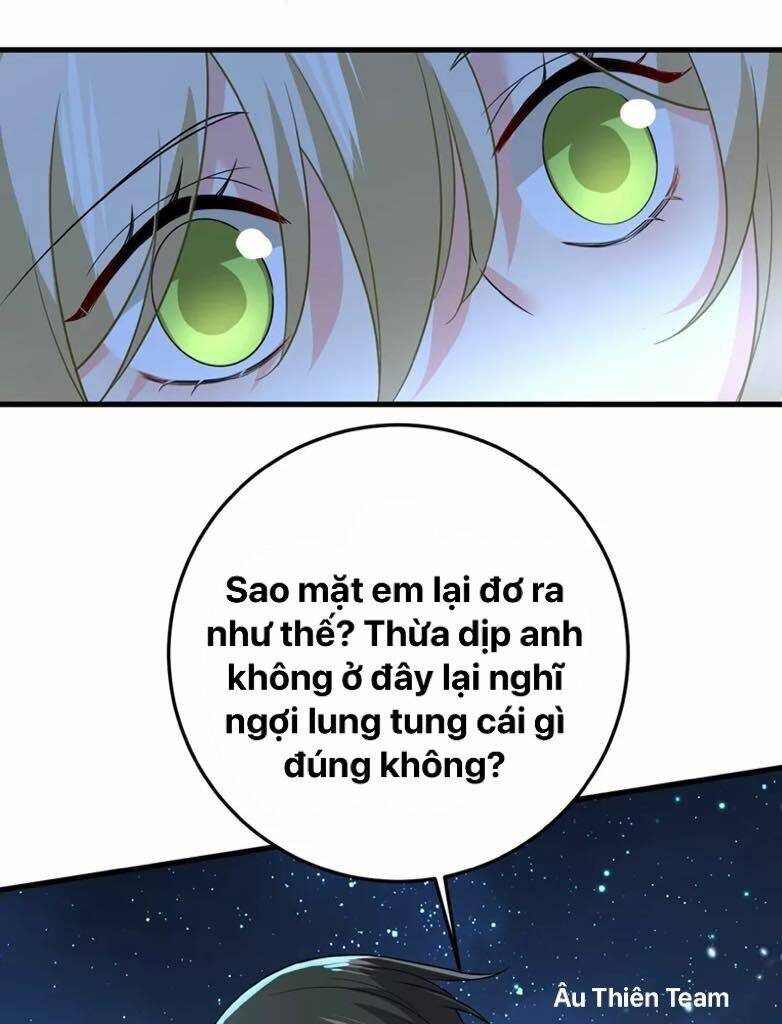 Sao mặt em lại đơ ra
như thế? Thừa dịp anh
không ở đây lại nghĩ
ngợi lung tung cái gì
đúng không?
Âu Thiên Team